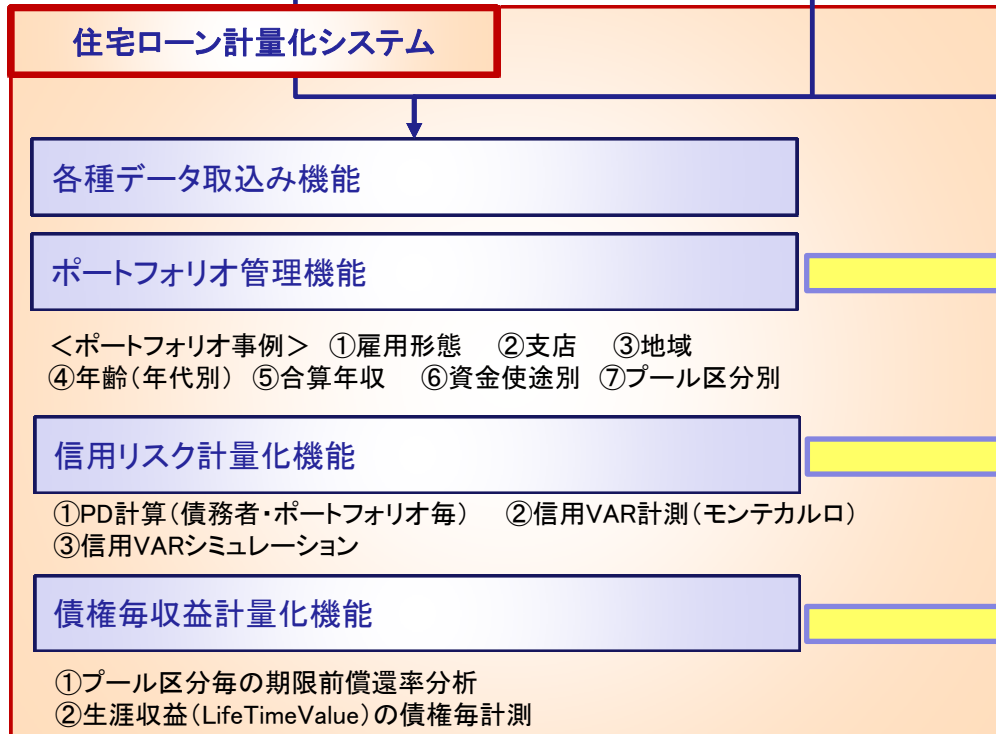 住宅ローン計量化システム
各種データ取込み機能
ポートフォリオ管理機能
＜ポートフォリオ事例＞ ①雇用形態 ②支店 ③地域
④年齢（年代別） ⑤合算年収 ⑥資金使途別 ⑦プール区分別
信用リスク計量化機能
①PD計算（債務者・ポートフォリオ毎） ②信用VAR計測（モンテカルロ）
③信用VARシミュレーション
債権毎収益計量化機能
①プール区分毎の期限前償還率分析
②生涯収益（LifeTimeValue）の債権毎計測